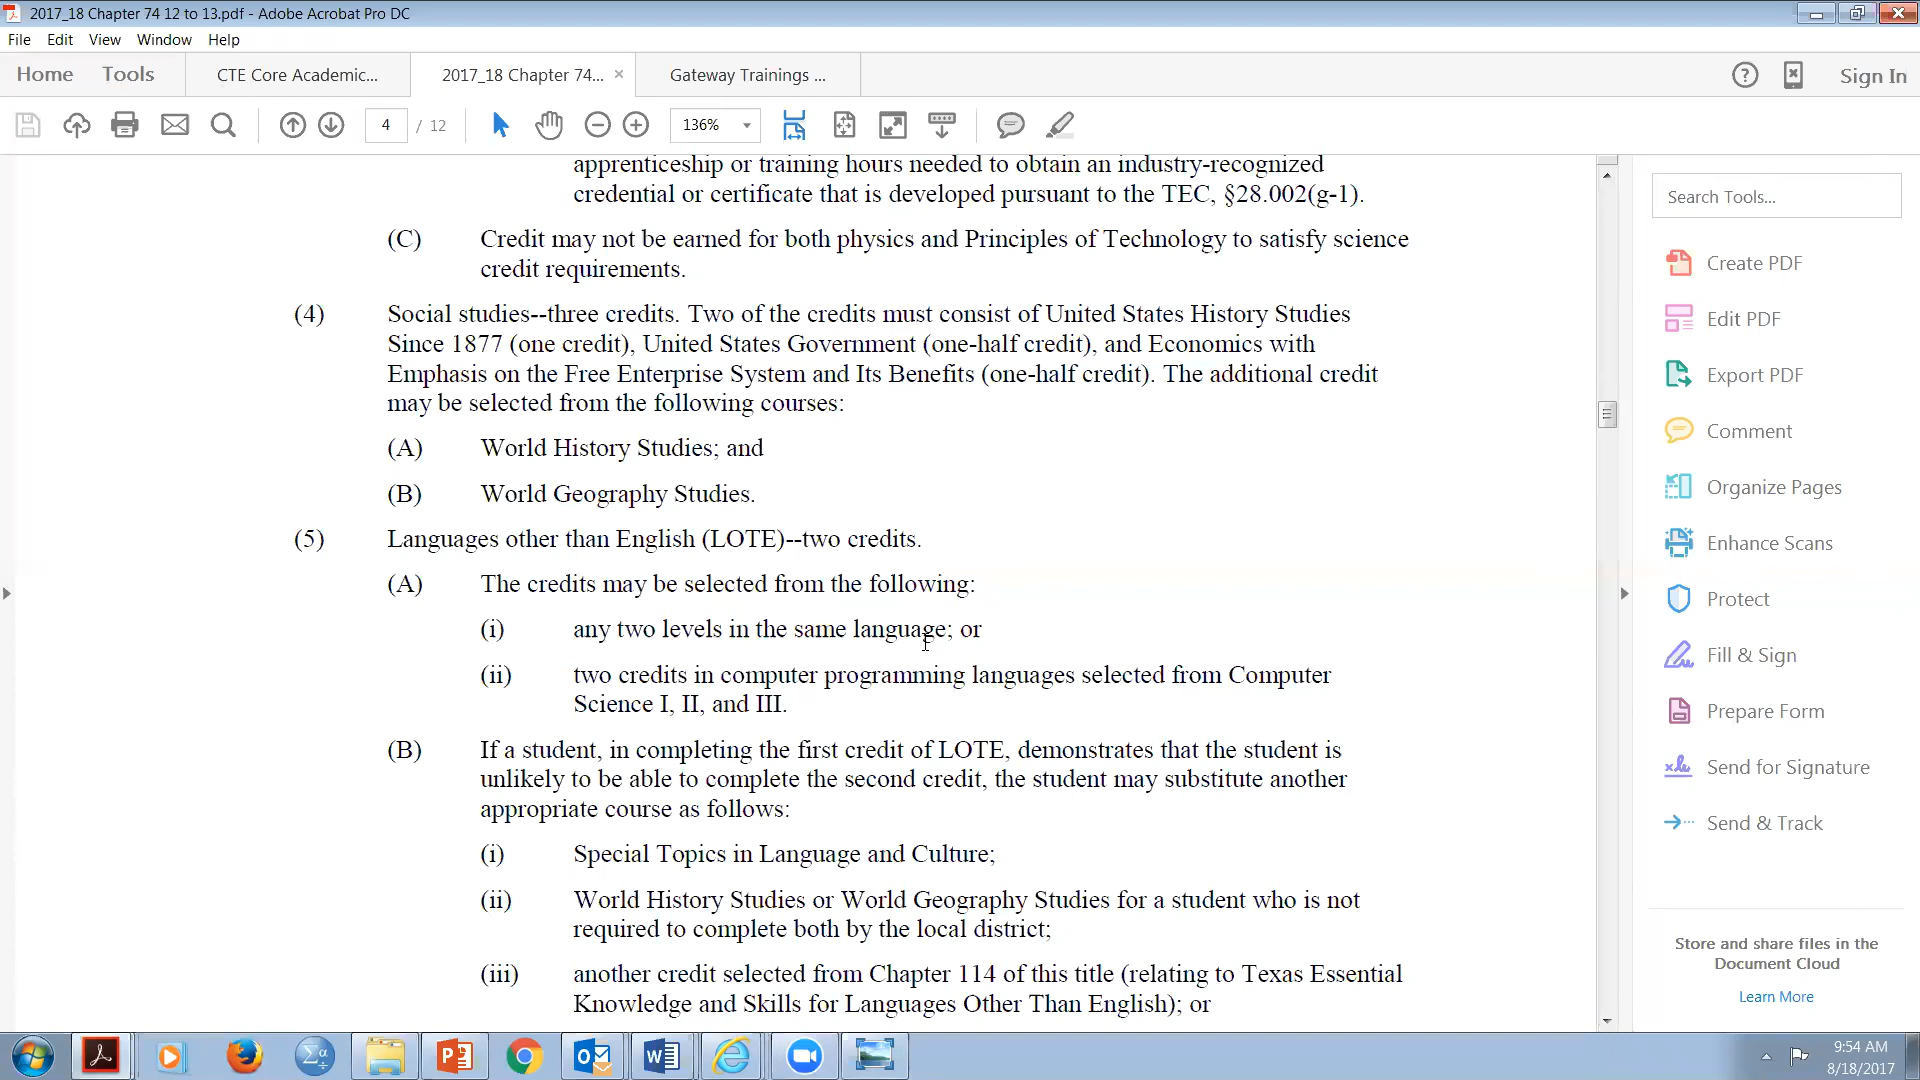 2017_18 Chapter 74 12 to 13.pdf - Adobe Acrobat Pro DC
File Edit View Window Help
Home Tools CTE Core Academic... 2017_18 Chapter 74... × Gateway Trainings ... Sign In
4 / 12 136%
apprenticeship or training hours needed to obtain an industry-recognized
credential or certificate that is developed pursuant to the TEC, §28.002(g-1).
(C) Credit may not be earned for both physics and Principles of Technology to satisfy science
credit requirements.
(4) Social studies--three credits. Two of the credits must consist of United States History Studies
Since 1877 (one credit), United States Government (one-half credit), and Economics with
Emphasis on the Free Enterprise System and Its Benefits (one-half credit). The additional credit
may be selected from the following courses:
(A) World History Studies; and
(B) World Geography Studies.
(5) Languages other than English (LOTE)--two credits.
(A) The credits may be selected from the following:
(i) any two levels in the same language; or
(ii) two credits in computer programming languages selected from Computer
Science I, II, and III.
(B) If a student, in completing the first credit of LOTE, demonstrates that the student is
unlikely to be able to complete the second credit, the student may substitute another
appropriate course as follows:
(i) Special Topics in Language and Culture;
(ii) World History Studies or World Geography Studies for a student who is not
required to complete both by the local district;
(iii) another credit selected from Chapter 114 of this title (relating to Texas Essential
Knowledge and Skills for Languages Other Than English); or
Search Tools...
Create PDF
Edit PDF
Export PDF
Comment
Organize Pages
Enhance Scans
Protect
Fill & Sign
Prepare Form
Send for Signature
Send & Track
Store and share files in the
Document Cloud
Learn More
9:54 AM
8/18/2017